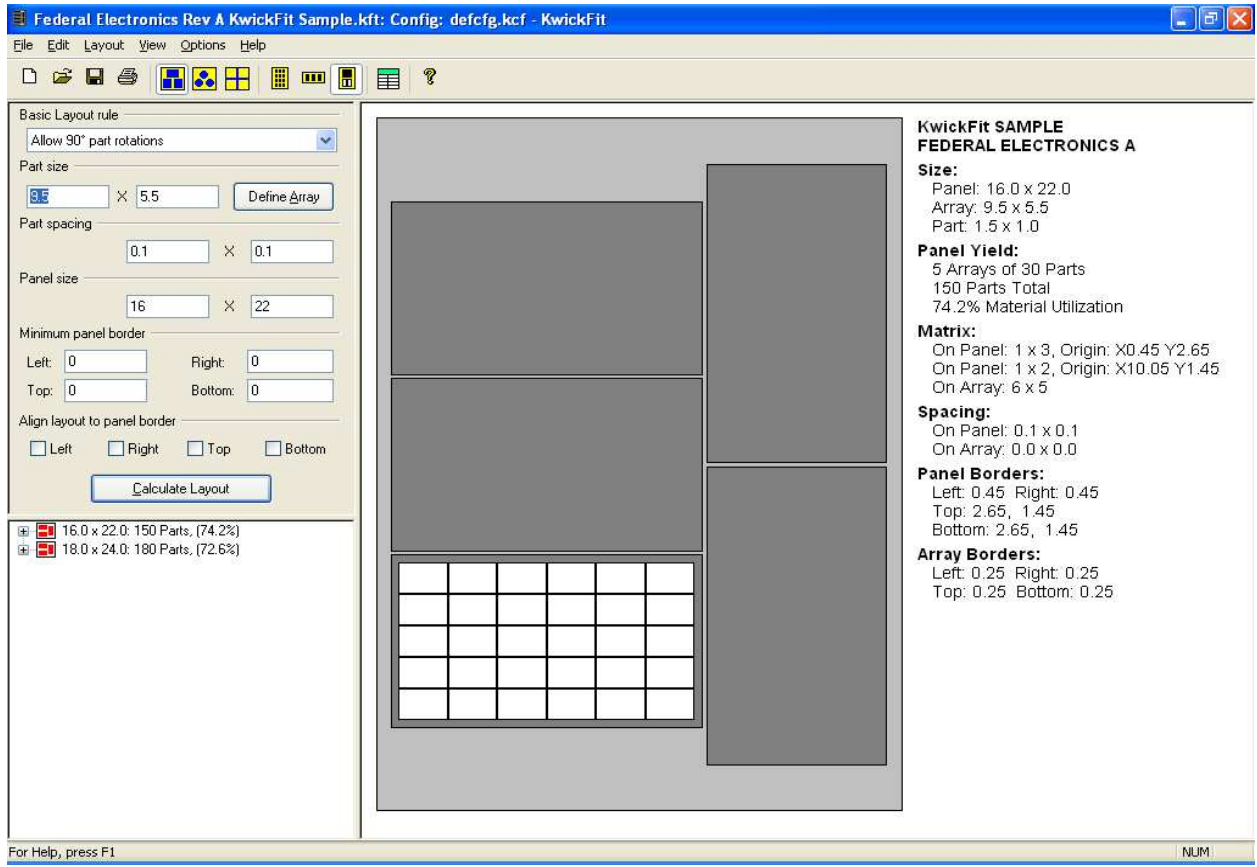 Federal Electronics Rev A KwickFit Sample.kft: Config: defcfg.kcf - KwickFit
File Edit Layout View Options Help
Basic Layout rule
Allow 90° part rotations
Part size
9.5 X 5.5 Define Array
Part spacing
0.1 X 0.1
Panel size
16 X 22
Minimum panel border
Left: 0 Right: 0
Top: 0 Bottom: 0
Align layout to panel border
Left Right Top Bottom
Calculate Layout
16.0 x 22.0: 150 Parts, (74.2%)
18.0 x 24.0: 180 Parts, (72.6%)
KwickFit SAMPLE
FEDERAL ELECTRONICS A
Size:
Panel: 16.0 x 22.0
Array: 9.5 x 5.5
Part: 1.5 x 1.0
Panel Yield:
5 Arrays of 30 Parts
150 Parts Total
74.2% Material Utilization
Matrix:
On Panel: 1 x 3, Origin: X0.45 Y2.65
On Panel: 1 x 2, Origin: X10.05 Y1.45
On Array: 6 x 5
Spacing:
On Panel: 0.1 x 0.1
On Array: 0.0 x 0.0
Panel Borders:
Left: 0.45 Right: 0.45
Top: 2.65, 1.45
Bottom: 2.65, 1.45
Array Borders:
Left: 0.25 Right: 0.25
Top: 0.25 Bottom: 0.25
For Help, press F1
NUM